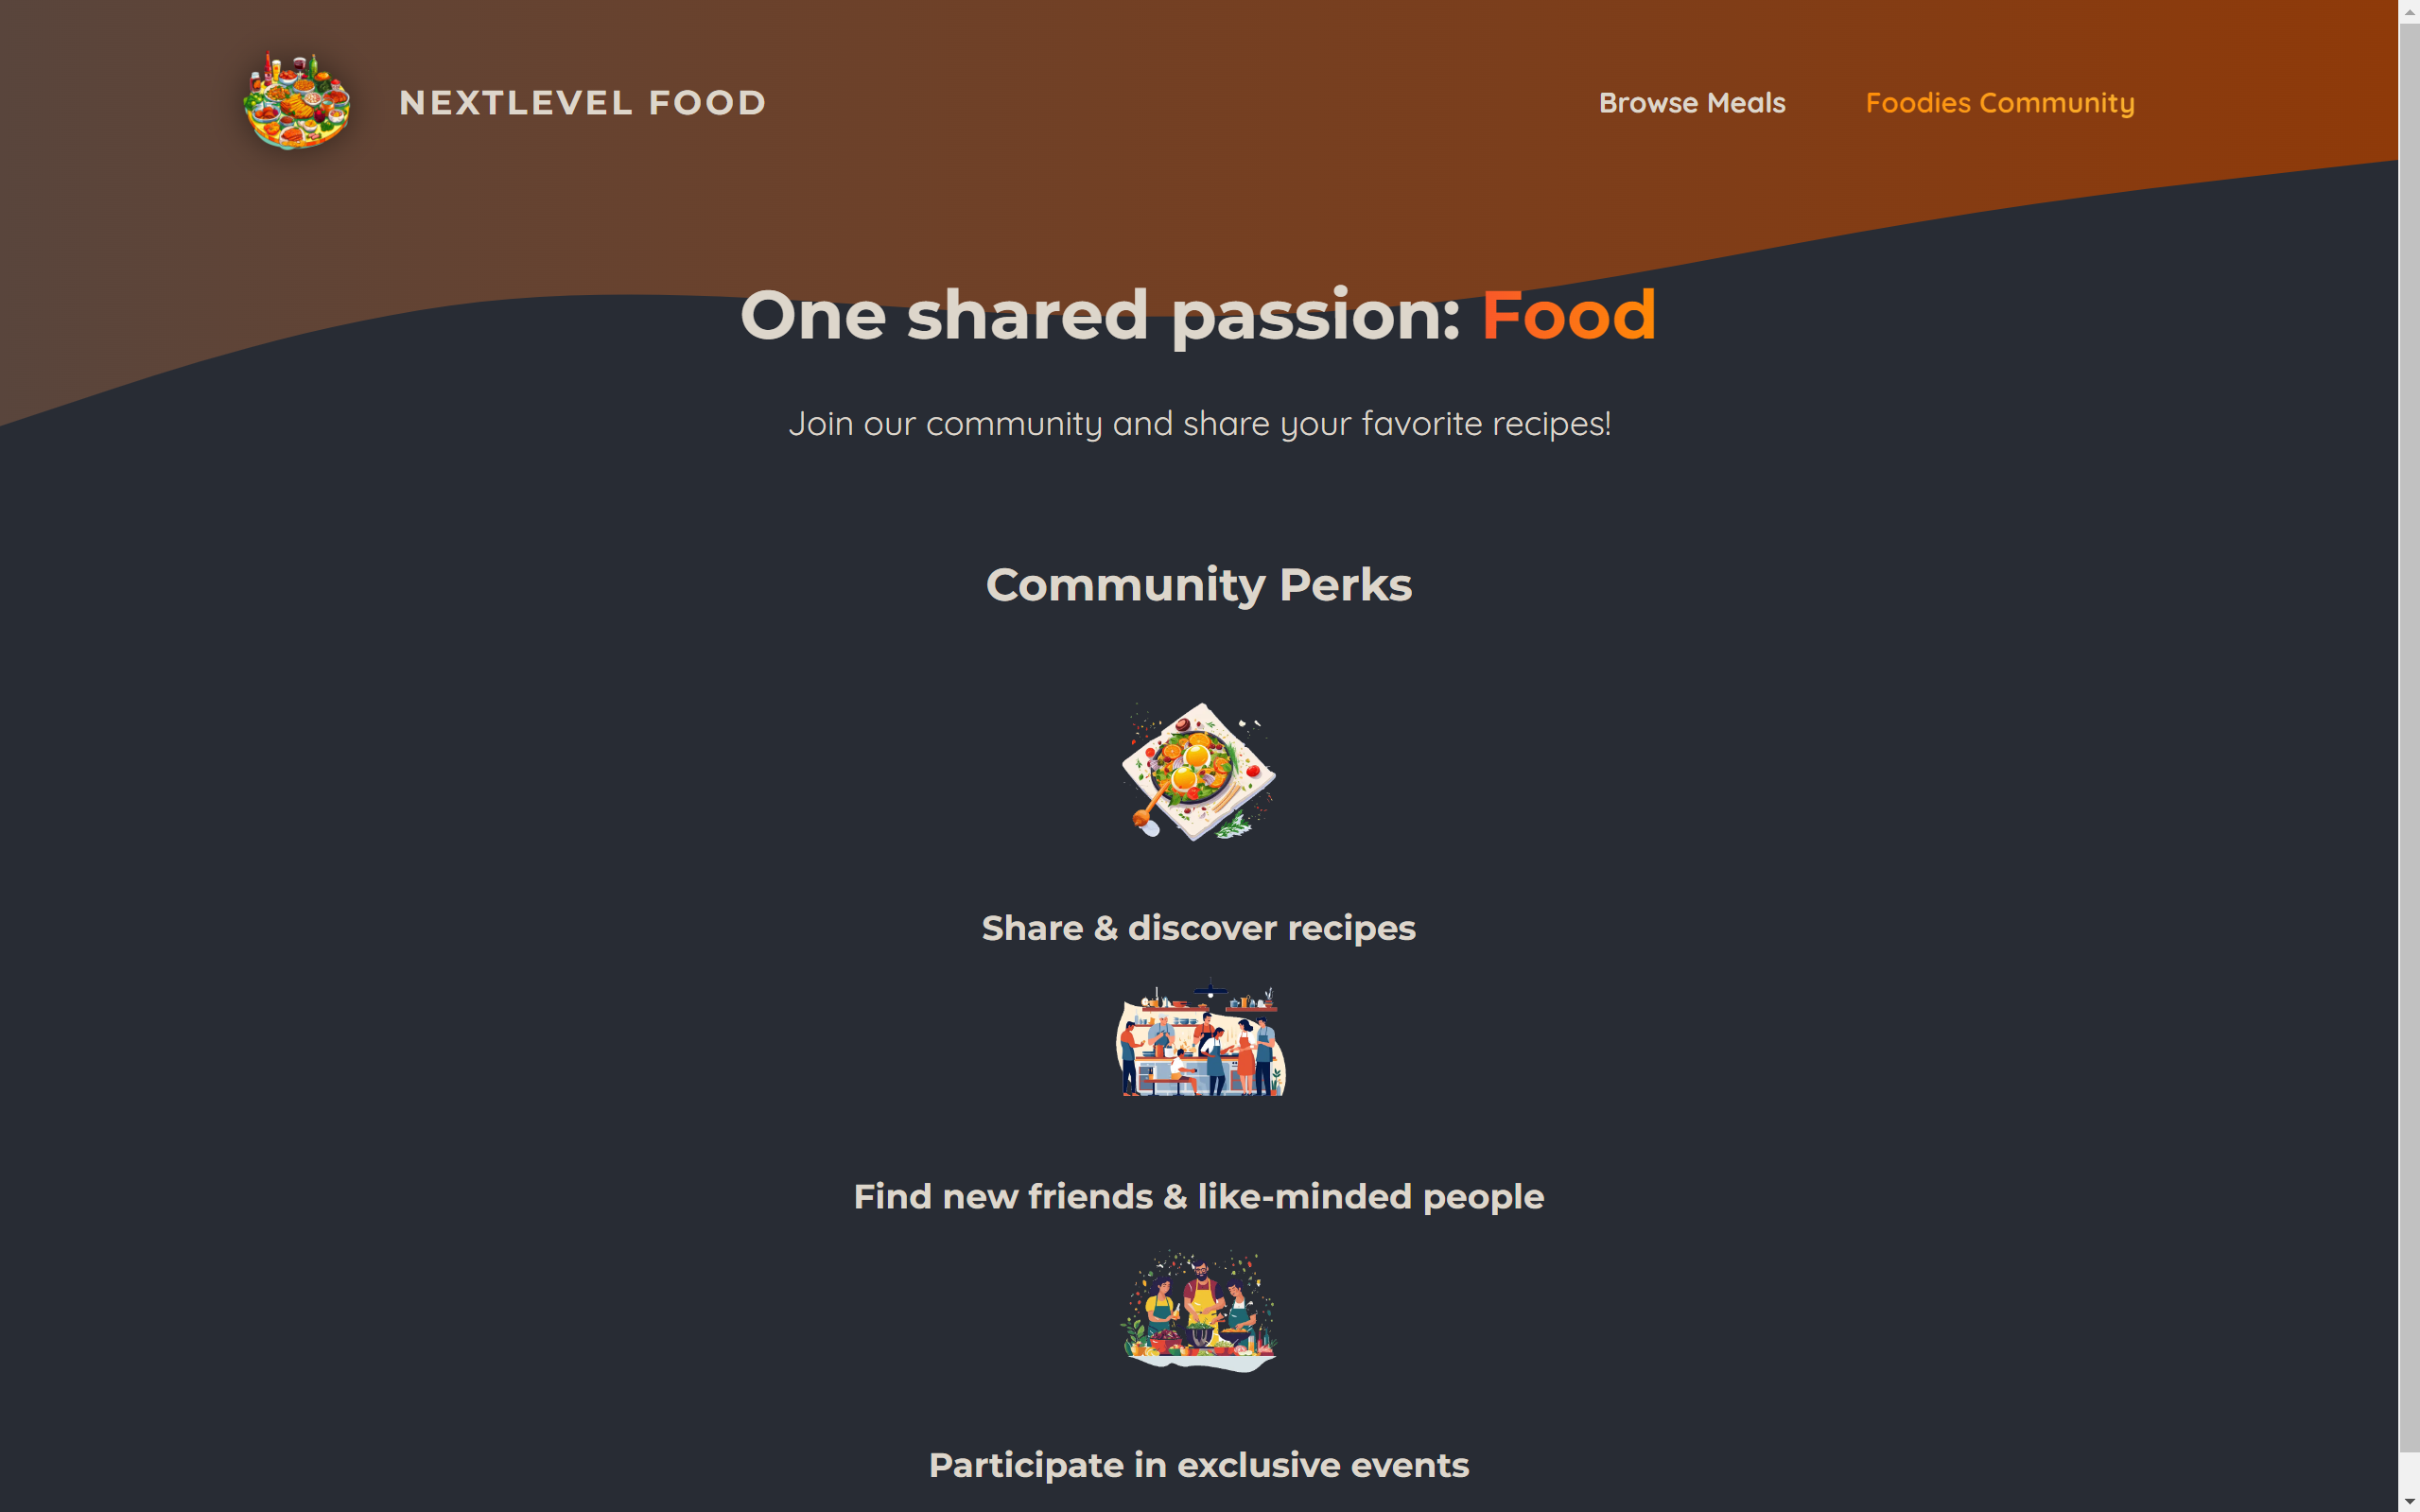 NEXTLEVEL FOOD
Browse Meals
Foodies Community
One shared passion: Food
Join our community and share your favorite recipes!
Community Perks
Share & discover recipes
Find new friends & like-minded people
Participate in exclusive events